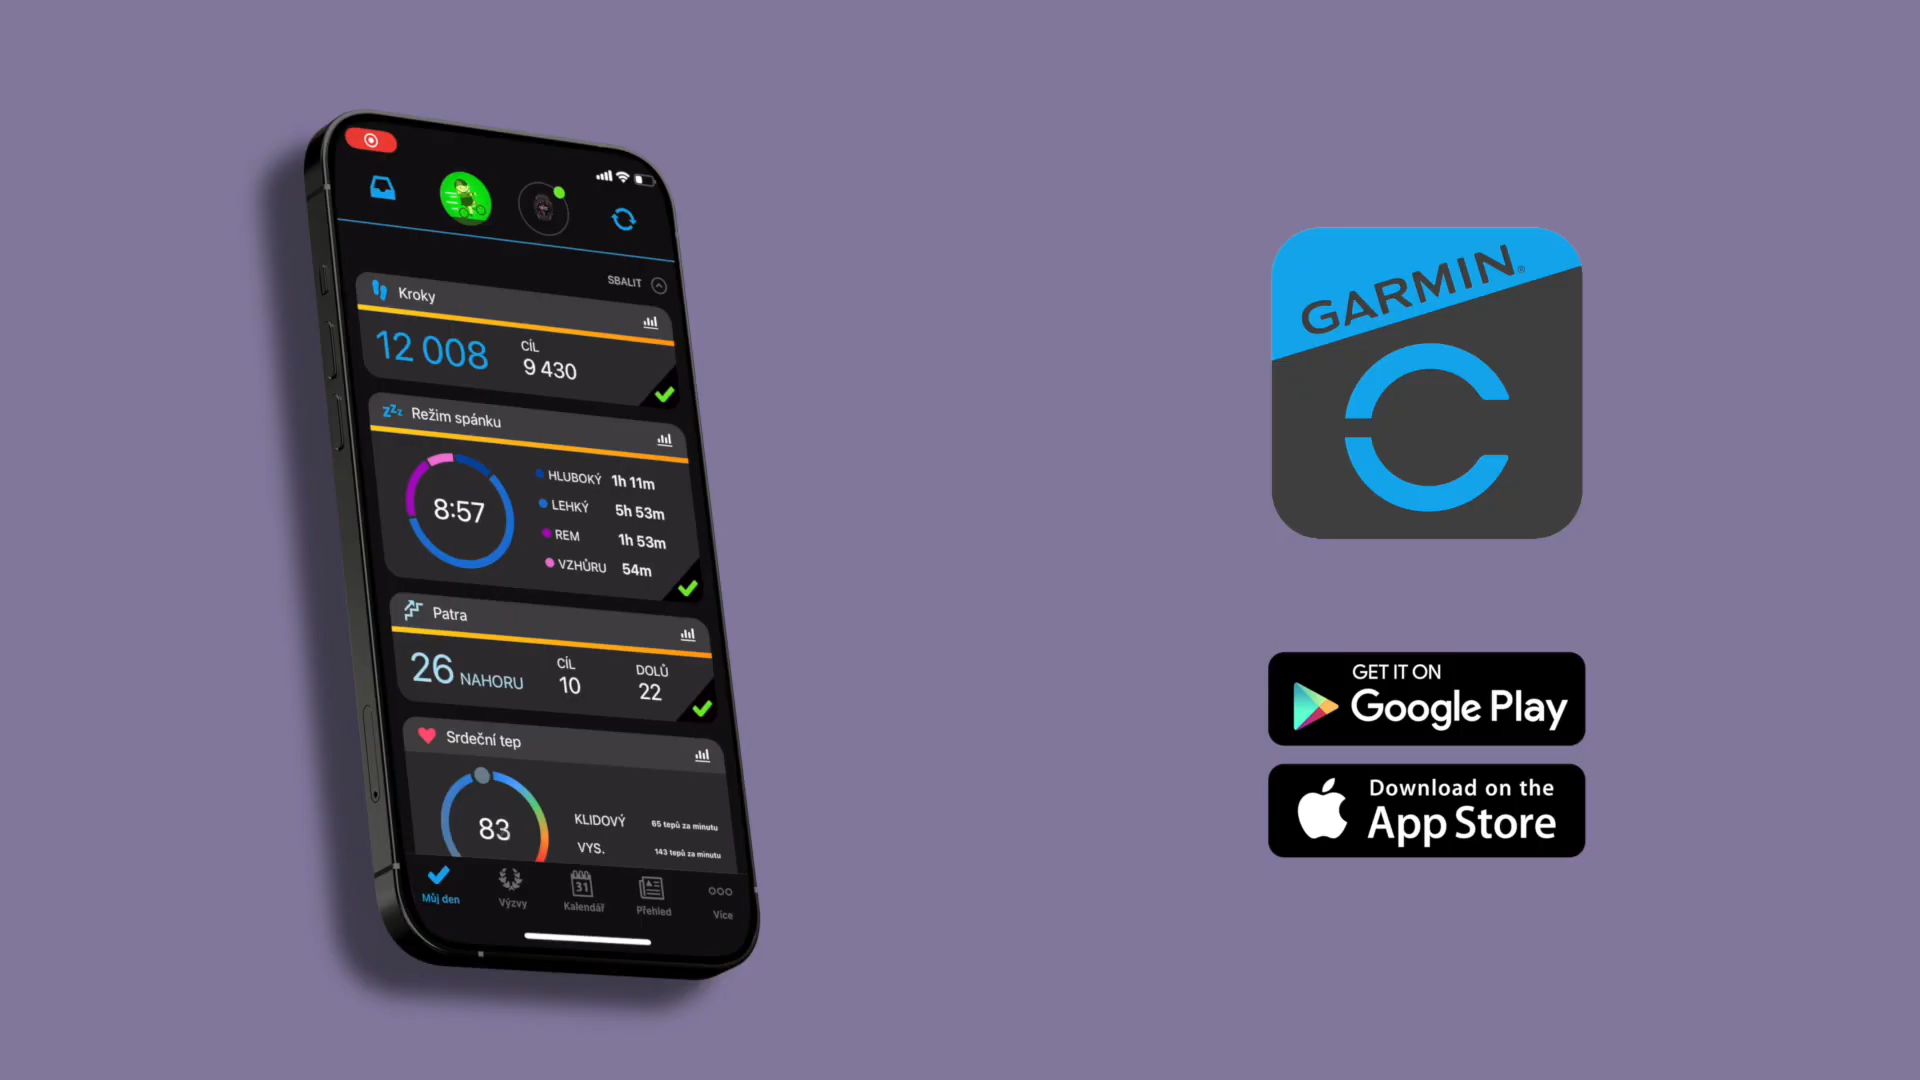 SBALIT
Kroky
12 008
CÍL
9 430
zzz
Režim spánku
8:57
HLUBOKÝ 1h 11m
LEHKÝ 5h 53m
REM 1h 53m
VZHŮRU 54m
Patra
26 NAHORU
CÍL
10
DOLŮ
22
Srdeční tep
83
KLIDOVÝ 65 tepů za minutu
VYS. 143 tepů za minutu
Můj den
Výzvy
31
Kalendář
Přehled
Více
GARMIN®
GET IT ON
Google Play
Download on the
App Store